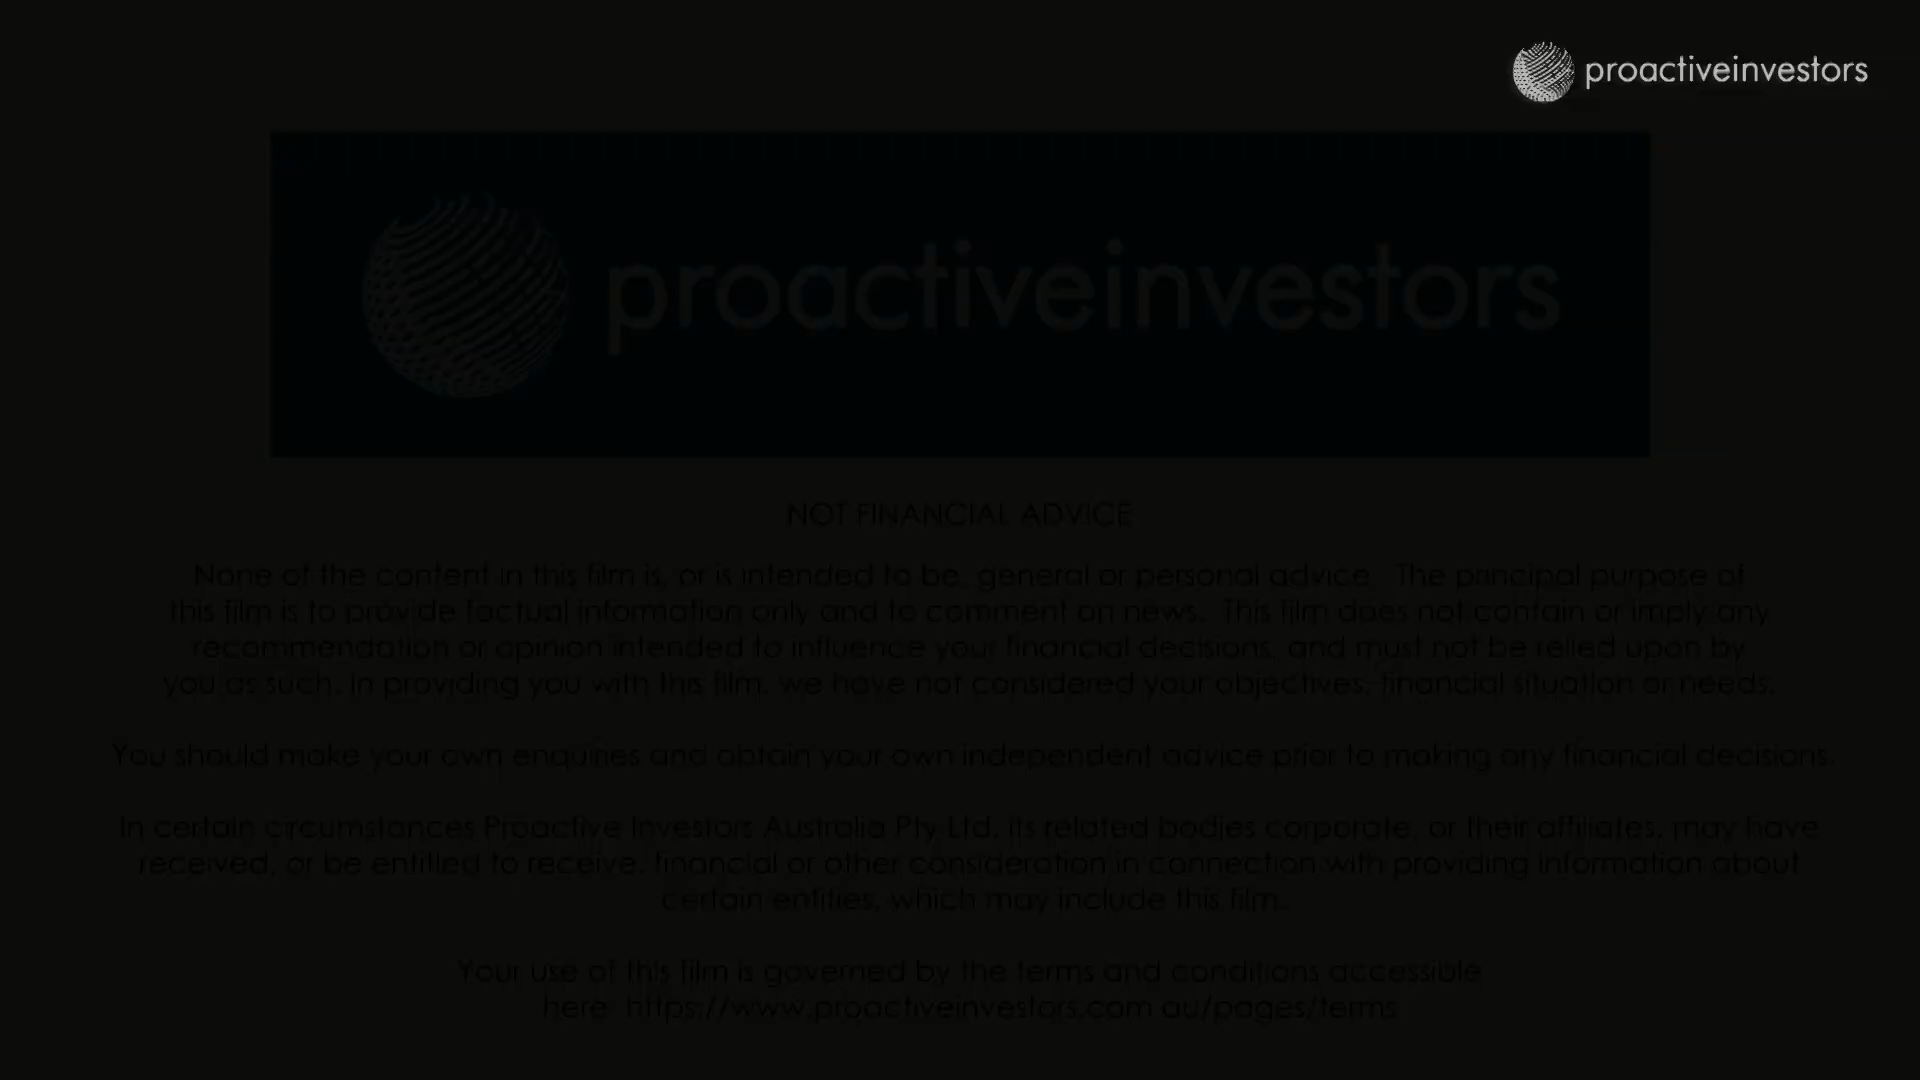 proactiveinvestors
proactiveinvestors
NOT FINANCIAL ADVICE
None of the content in this film is, or is intended to be, general or personal advice. The principal purpose of
this film is to provide factual information only and to comment on news. This film does not contain or imply any
recommendation or opinion intended to influence your financial decisions, and must not be relied upon by
you as such. In providing you with this film, we have not considered your objectives, financial situation or needs.
You should make your own enquiries and obtain your own independent advice prior to making any financial decisions.
In certain circumstances Proactive Investors Australia Pty Ltd, its related bodies corporate, or their affiliates, may have
received, or be entitled to receive, financial or other consideration in connection with providing information about
certain entities, which may include this film.
Your use of this film is governed by the terms and conditions accessible
here https://www.proactiveinvestors.com.au/pages/terms